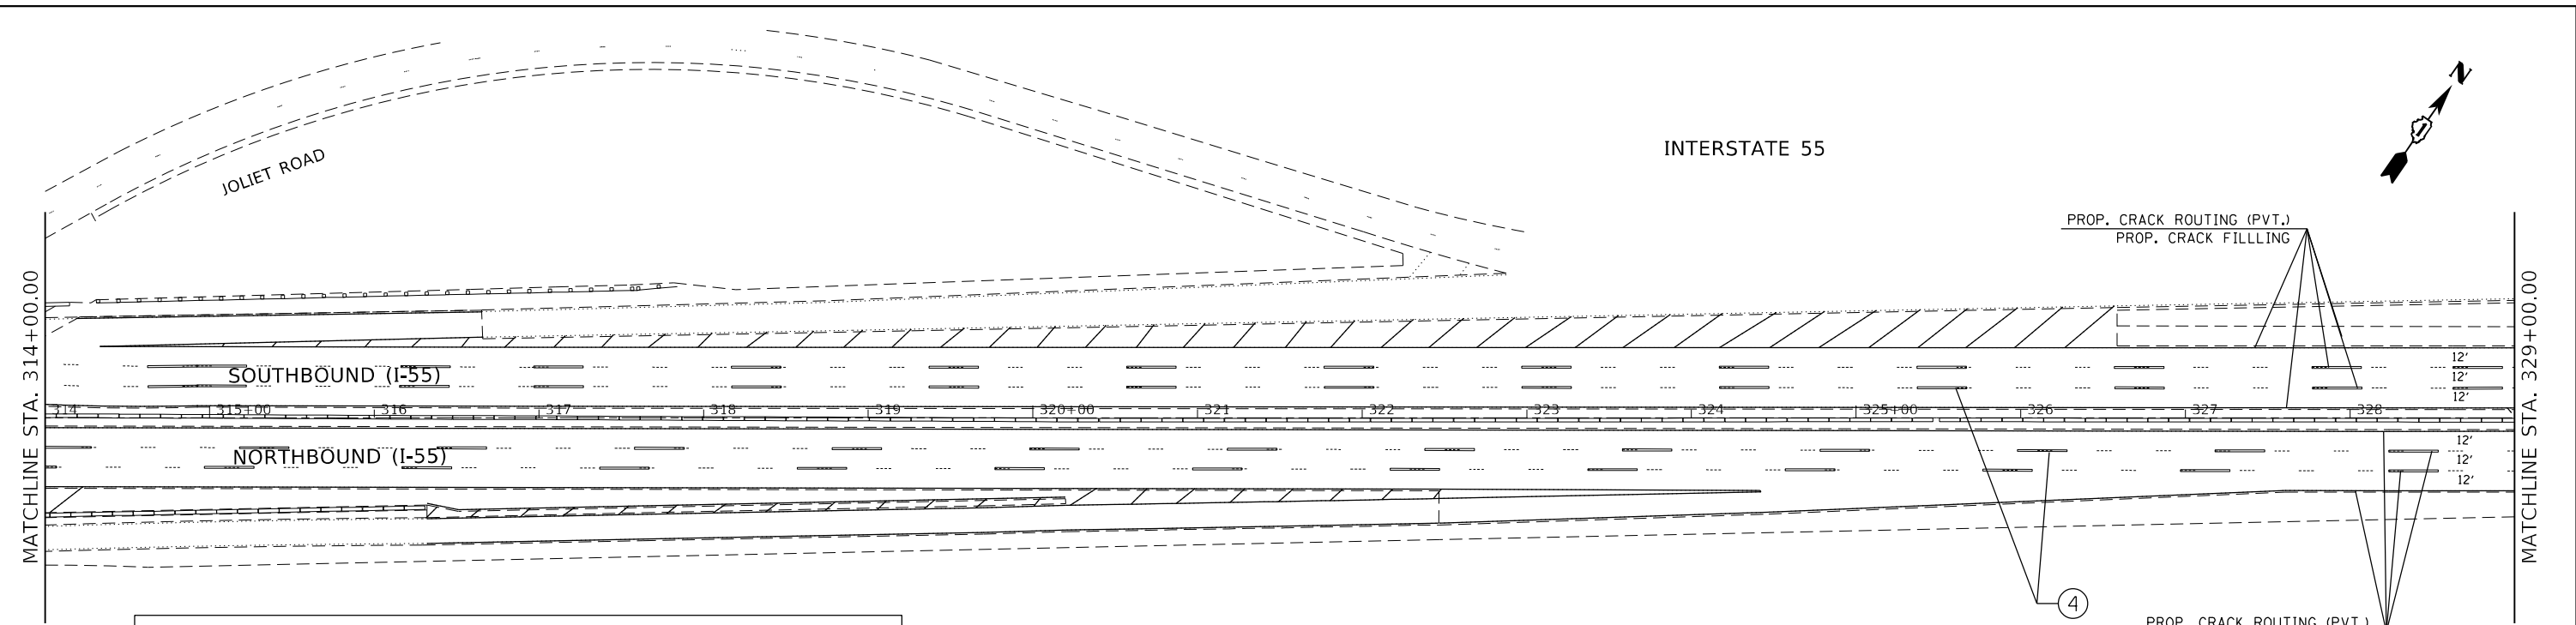 N
INTERSTATE 55
JOLIET ROAD
PROP. CRACK ROUTING (PVT.)
PROP. CRACK FILLLING
MATCHLINE STA. 314+00.00
MATCHLINE STA. 329+00.00
SOUTHBOUND (I-55)
12'
12'
12'
314 315+00 316 317 318 319 320+00 321 322 323 324 325+00 326 327 328
NORTHBOUND (I-55)
12'
12'
12'
4
PROP. CRACK ROUTING (PVT.)